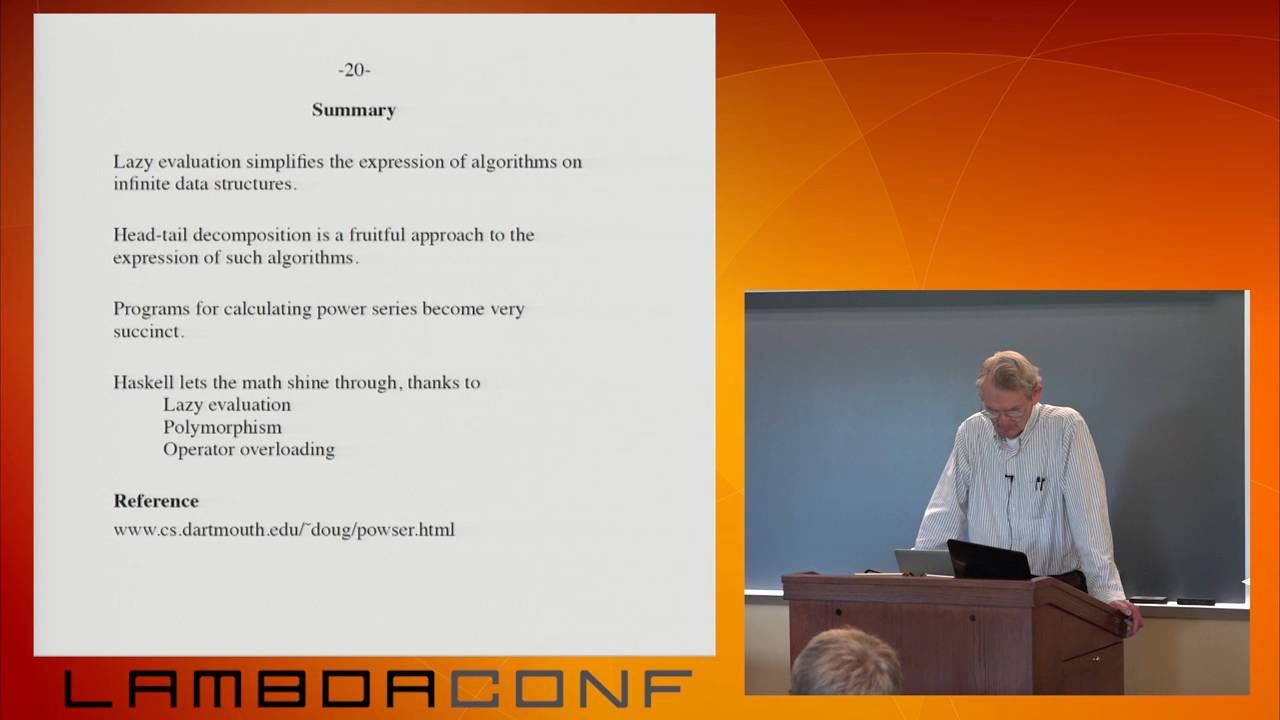 -20-
Summary
Lazy evaluation simplifies the expression of algorithms on
infinite data structures.
Head-tail decomposition is a fruitful approach to the
expression of such algorithms.
Programs for calculating power series become very
succinct.
Haskell lets the math shine through, thanks to
Lazy evaluation
Polymorphism
Operator overloading
Reference
www.cs.dartmouth.edu/~doug/powser.html
LAMBDACONF